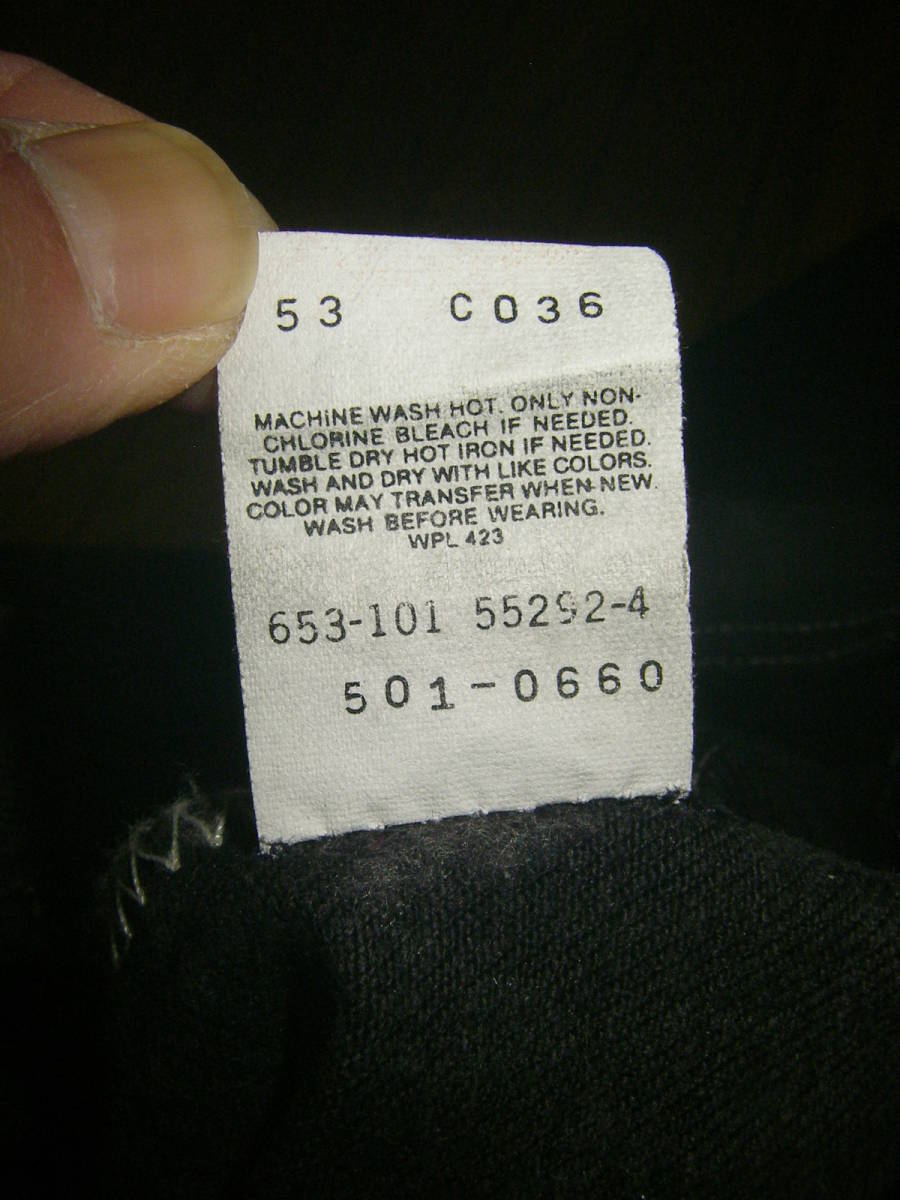 53 C036
MACHINE WASH HOT. ONLY NON-
CHLORINE BLEACH IF NEEDED.
TUMBLE DRY HOT IRON IF NEEDED.
WASH AND DRY WITH LIKE COLORS.
COLOR MAY TRANSFER WHEN NEW.
WASH BEFORE WEARING.
WPL 423
653-101 55292-4
501-0660